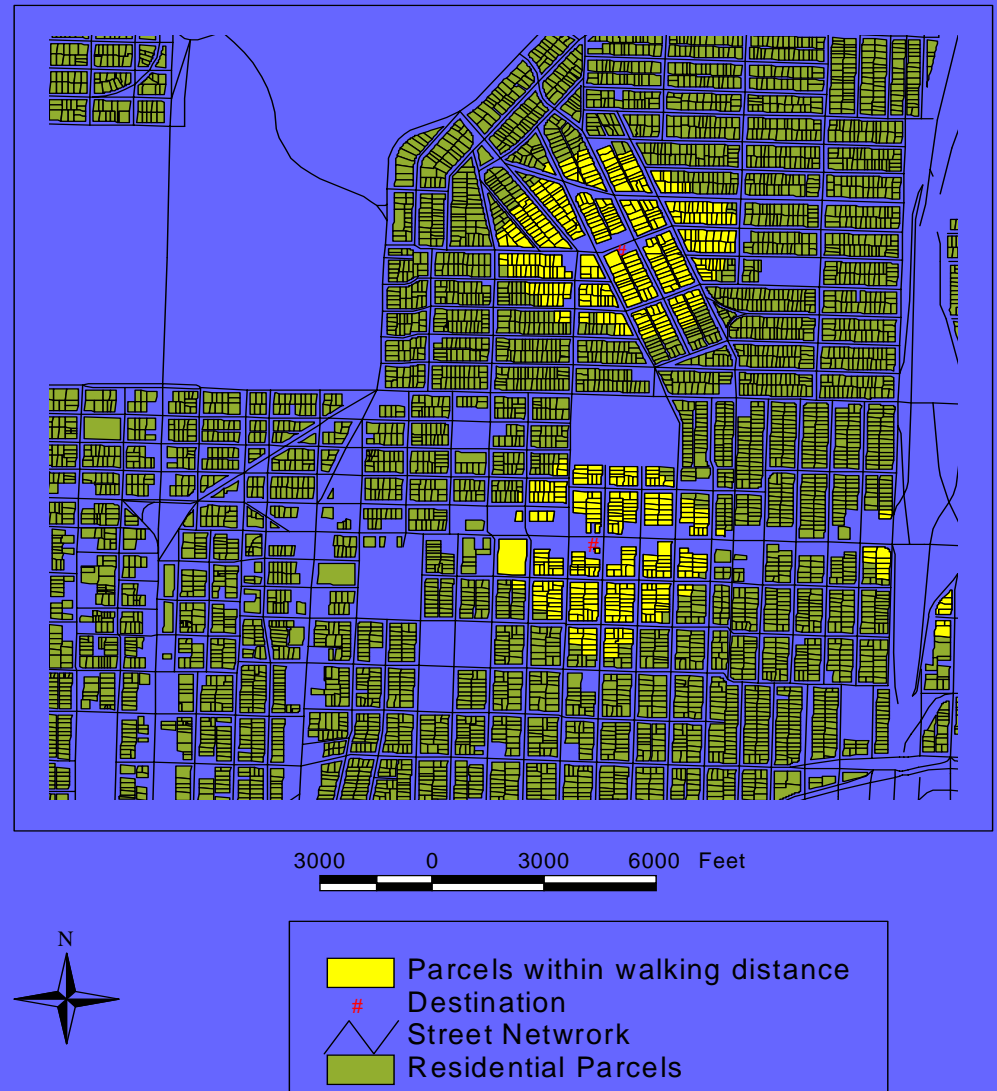 #
#
3000 0 3000 6000 Feet
N
Parcels within walking distance
# Destination
Street Netwrork
Residential Parcels